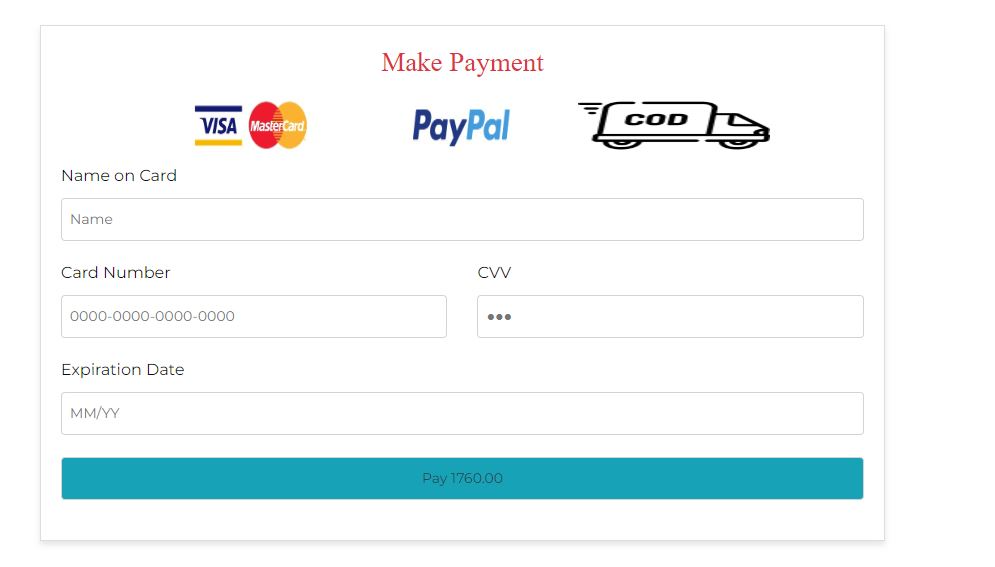 Make Payment
VISA MasterCard PayPal COD
Name on Card
Name
Card Number CVV
0000-0000-0000-0000 •••
Expiration Date
MM/YY
Pay 1760.00